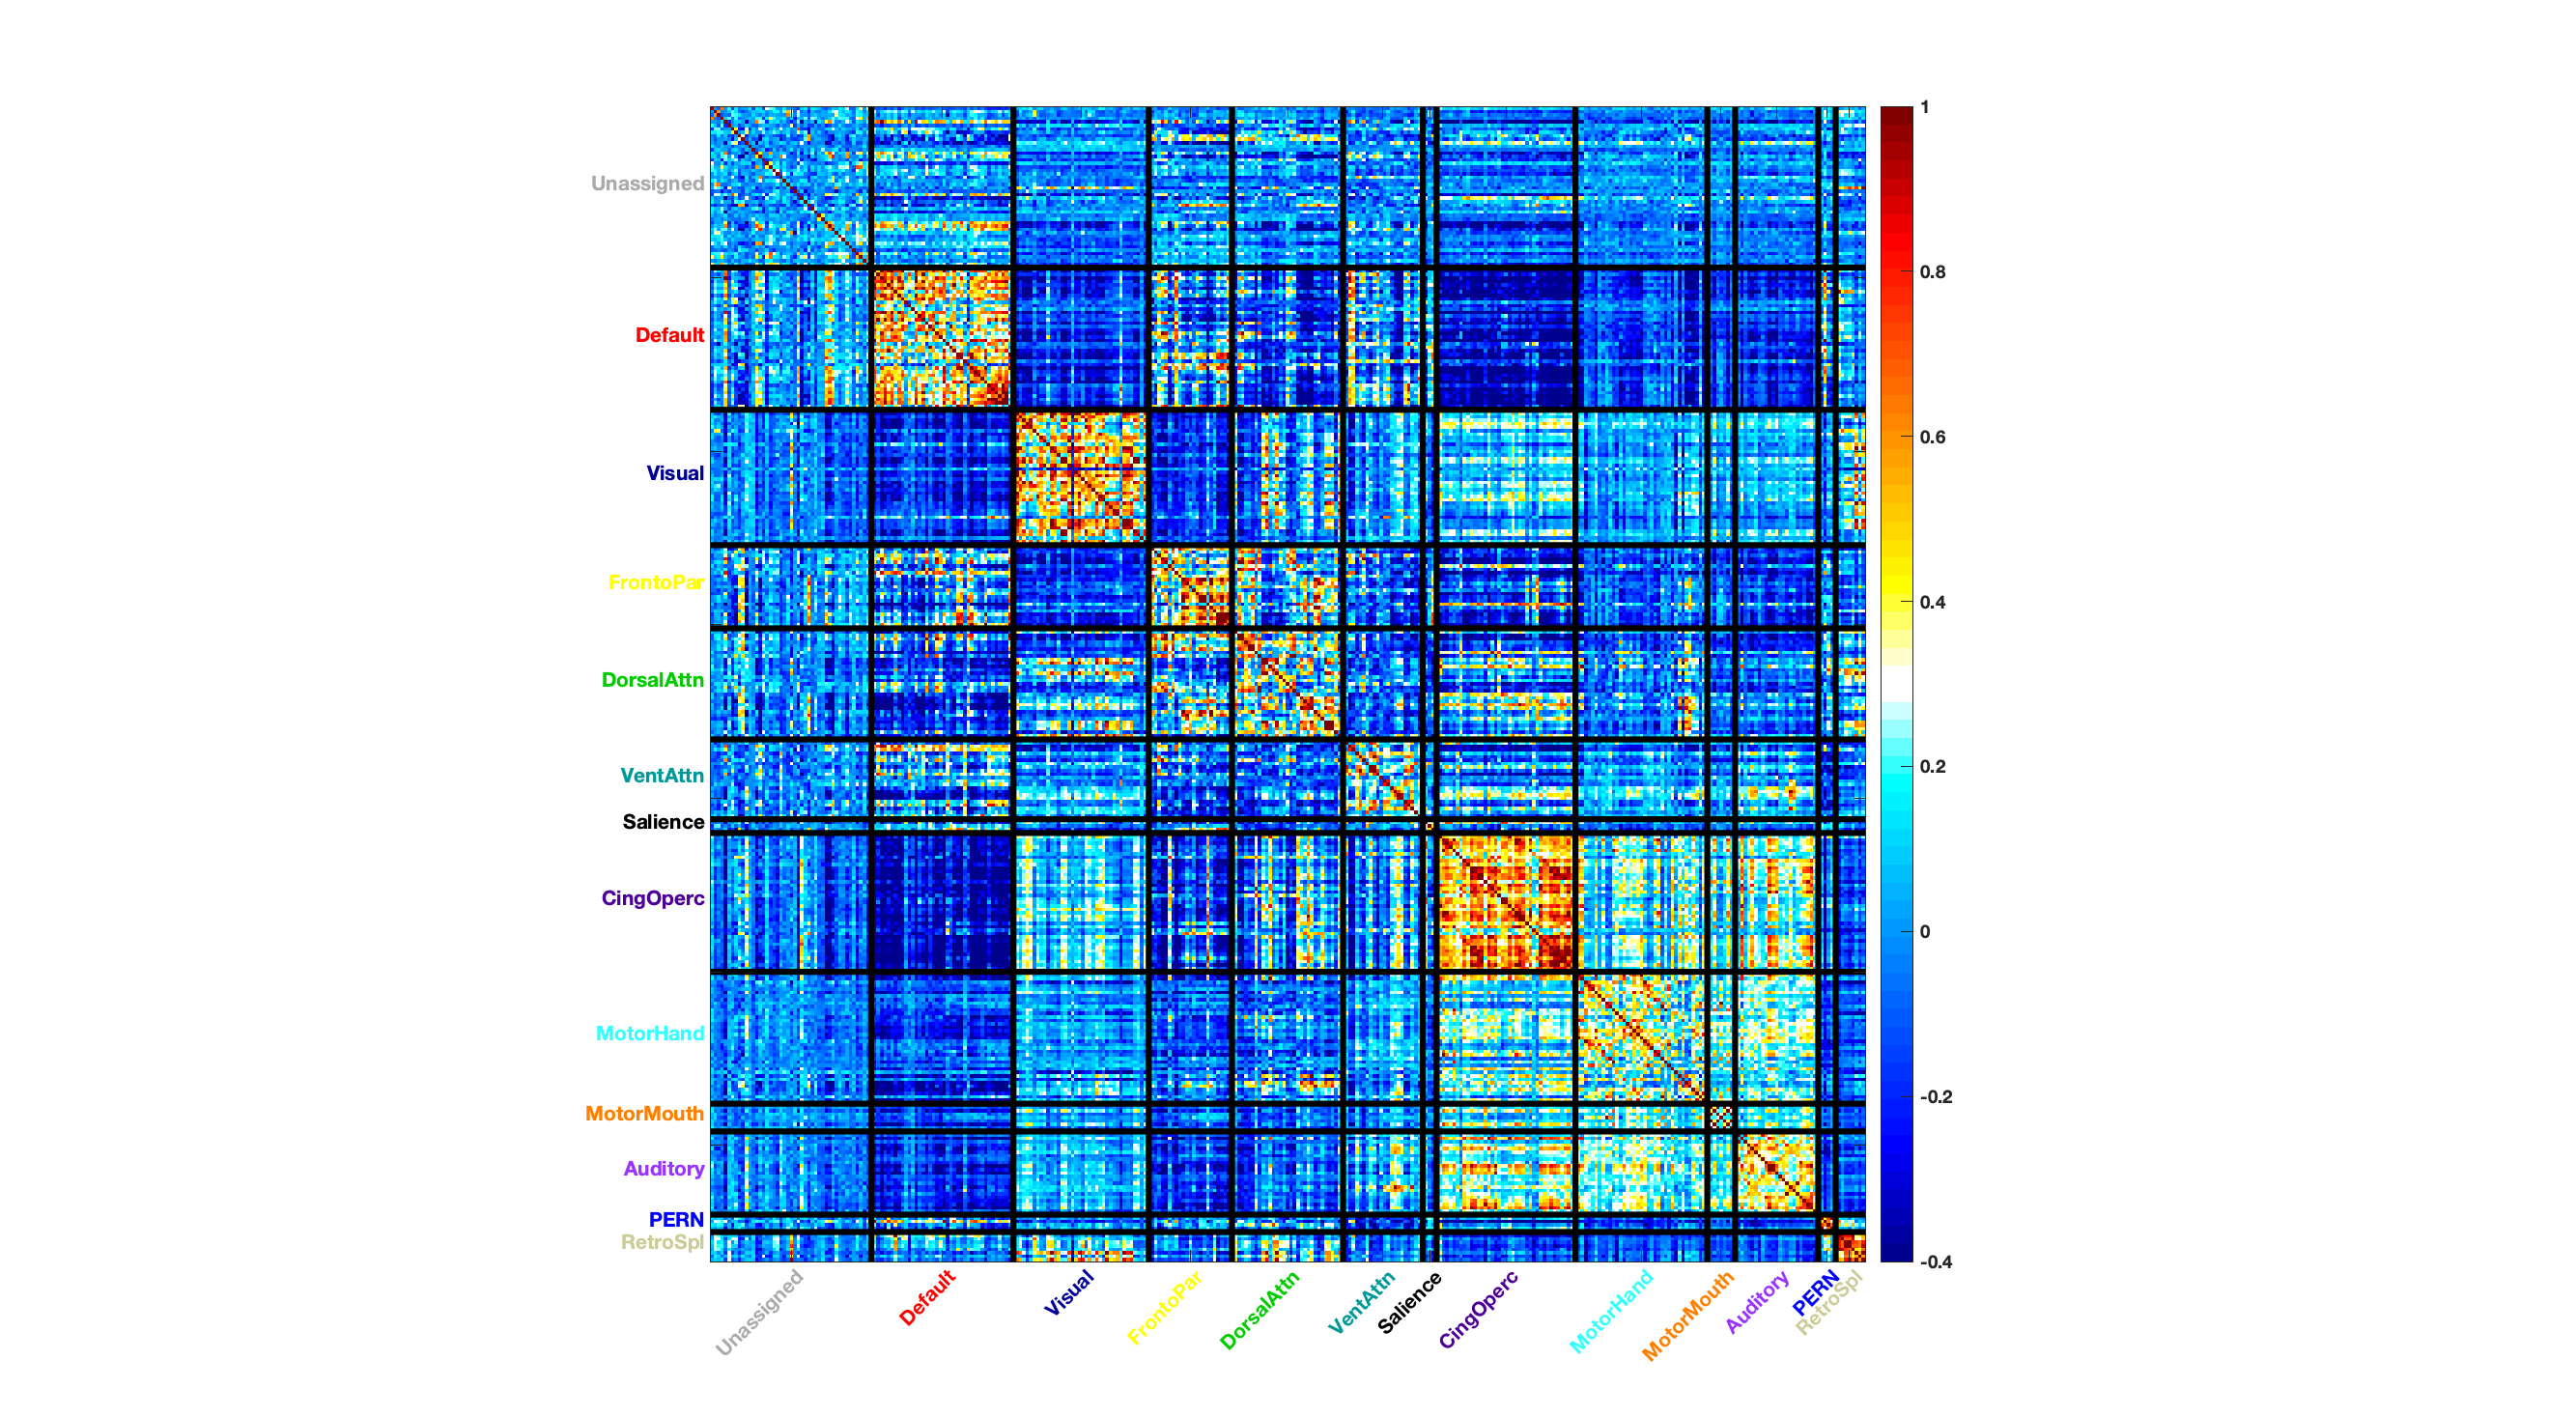 Unassigned
Default
Visual
FrontoPar
DorsalAttn
VentAttn
Salience
CingOperc
MotorHand
MotorMouth
Auditory
PERN
RetroSpl
Unassigned
Default
Visual
FrontoPar
DorsalAttn
VentAttn
Salience
CingOperc
MotorHand
MotorMouth
Auditory
PERN
RetroSpl
1
0.8
0.6
0.4
0.2
0
-0.2
-0.4